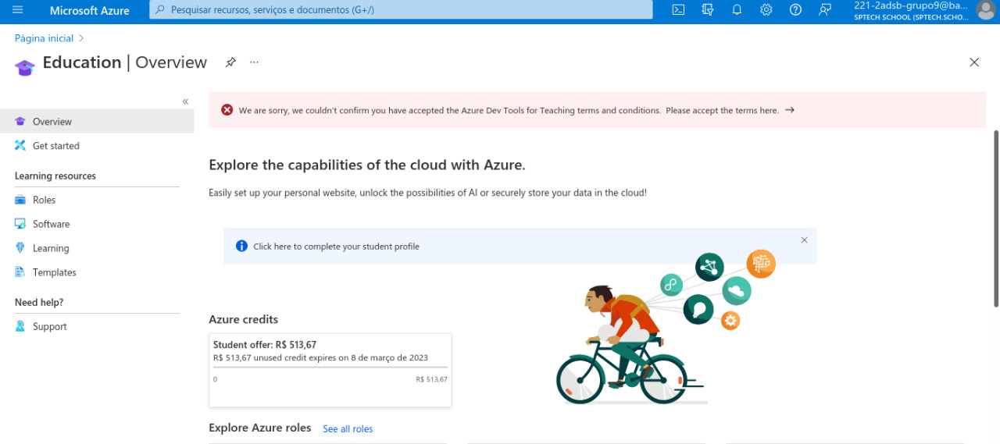 Microsoft Azure
Pesquisar recursos, serviços e documentos (G+/)
221-2adsb-grupo9@ba...
SPTECH SCHOOL (SPTECH.SCHO...
Página inicial
Education | Overview
We are sorry, we couldn't confirm you have accepted the Azure Dev Tools for Teaching terms and conditions. Please accept the terms here.
Overview
Get started
Learning resources
Roles
Software
Learning
Templates
Need help?
Support
Explore the capabilities of the cloud with Azure.
Easily set up your personal website, unlock the possibilities of AI or securely store your data in the cloud!
Click here to complete your student profile
Azure credits
Student offer: R$ 513,67
R$ 513,67 unused credit expires on 8 de março de 2023
0 R$ 513,67
Explore Azure roles See all roles